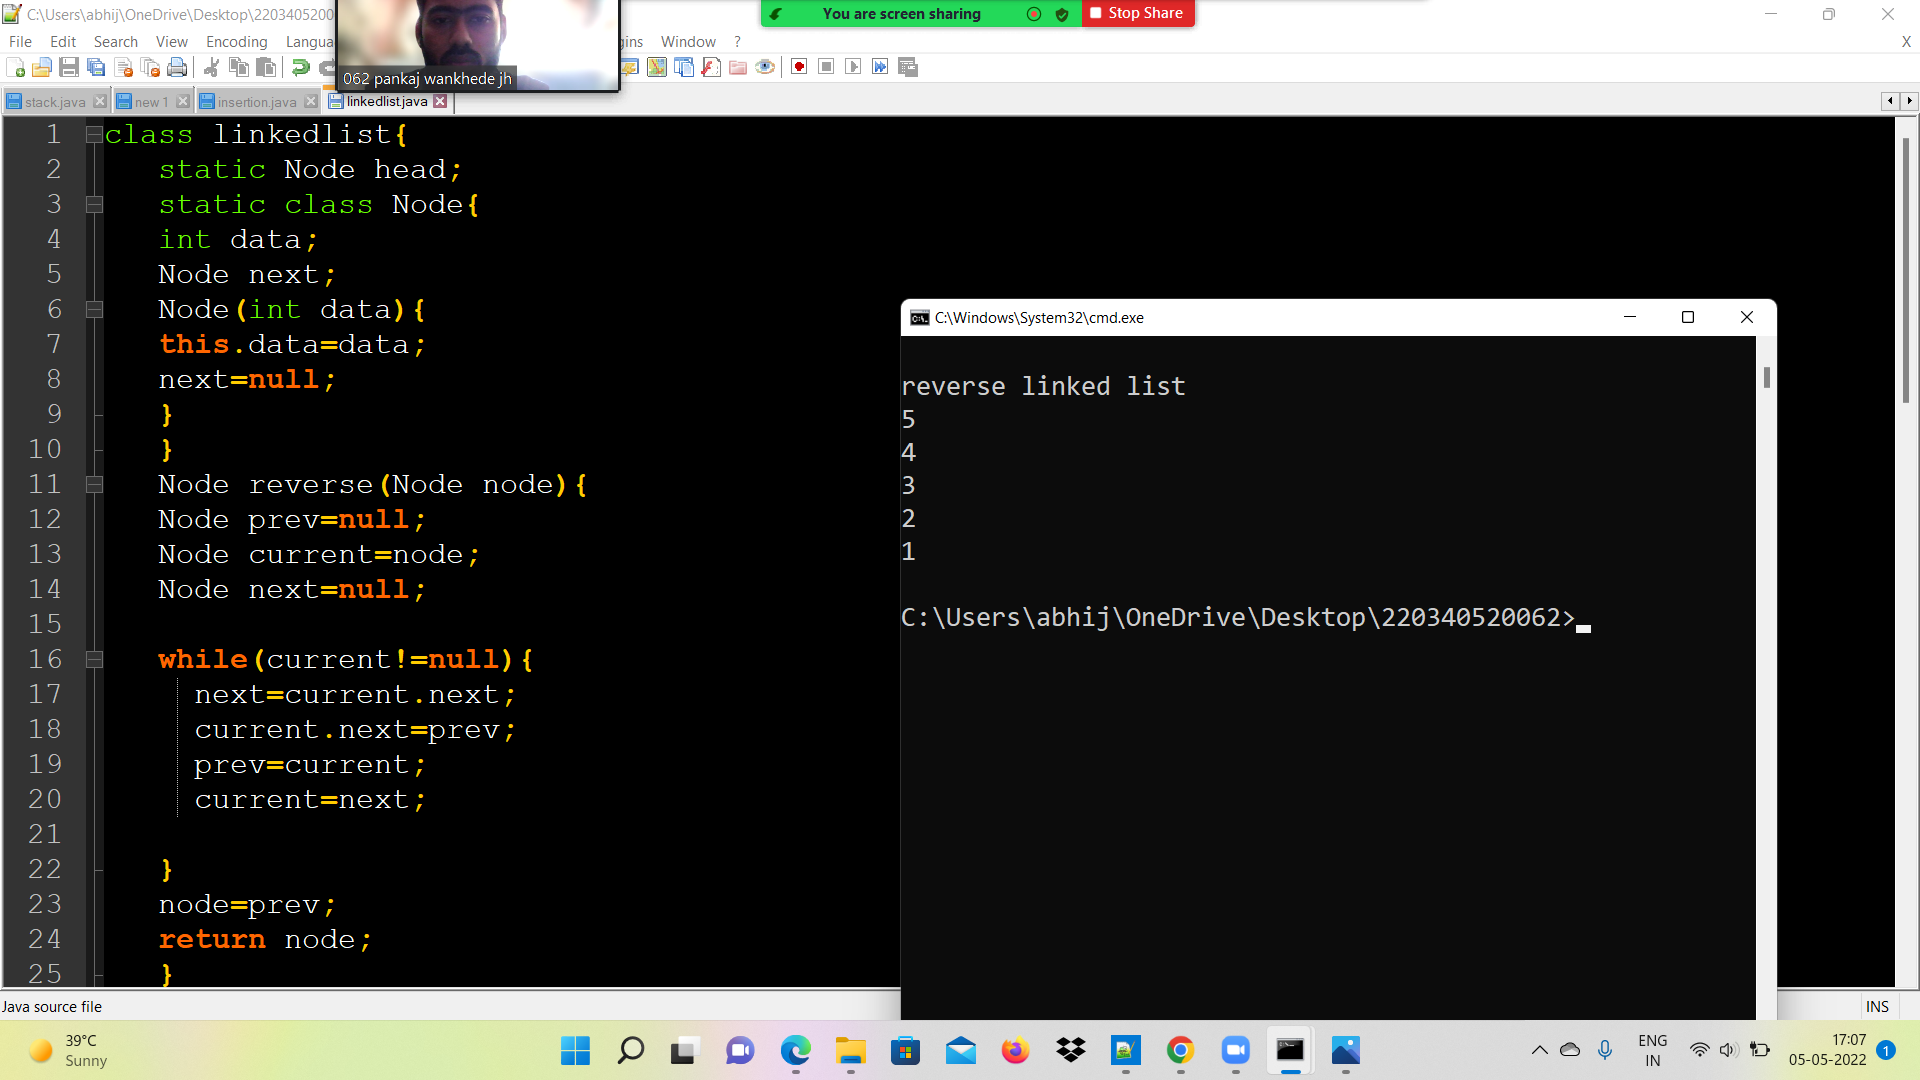 C:\Users\abhij\OneDrive\Desktop\220340520
You are screen sharing
Stop Share
File Edit Search View Encoding Langua
gins Window ? X
062 pankaj wankhede jh
stack.java new 1 insertion.java linkedlist.java
1 class linkedlist{
2 static Node head;
3 static class Node{
4 int data;
5 Node next;
6 Node(int data){
7 this.data=data;
8 next=null;
9 }
10 }
11 Node reverse(Node node){
12 Node prev=null;
13 Node current=node;
14 Node next=null;
15
16 while(current!=null){
17 next=current.next;
18 current.next=prev;
19 prev=current;
20 current=next;
21
22 }
23 node=prev;
24 return node;
25 }
C:\Windows\System32\cmd.exe
reverse linked list
5
4
3
2
1
C:\Users\abhij\OneDrive\Desktop\220340520062>
Java source file
INS
39°C
Sunny
ENG
IN
17:07
05-05-2022
1